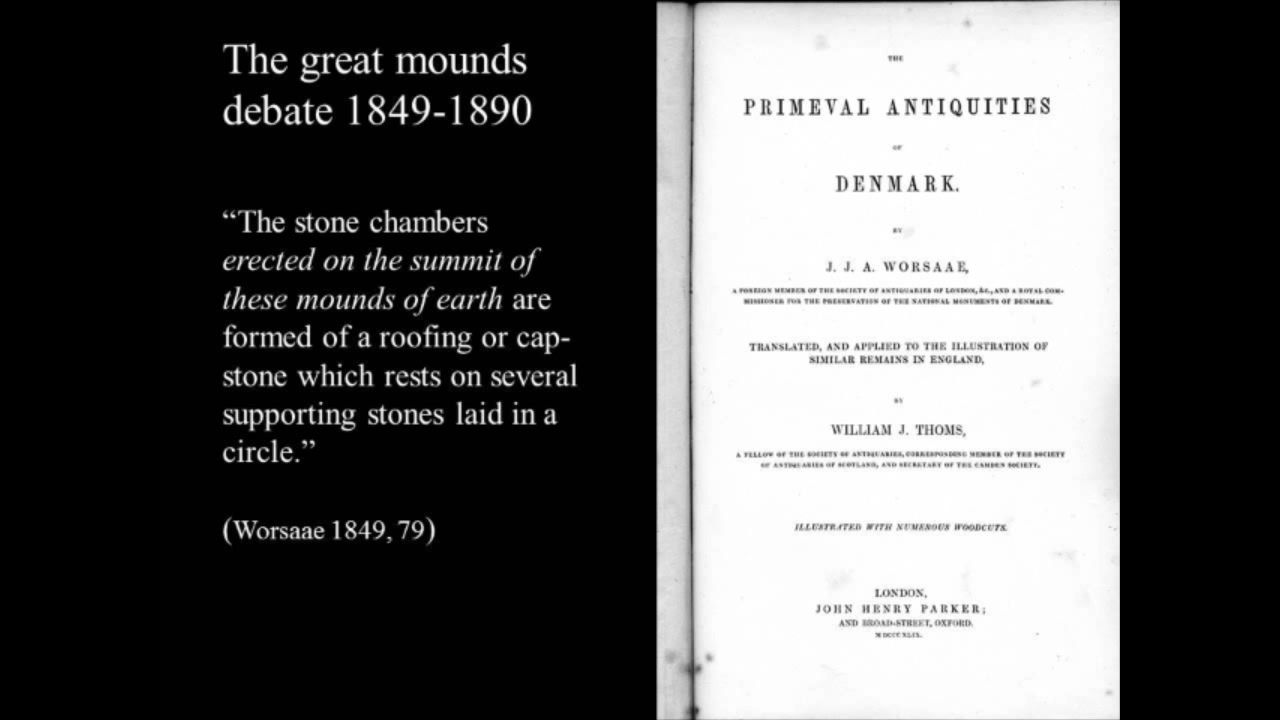 The great mounds
debate 1849-1890
“The stone chambers
erected on the summit of
these mounds of earth are
formed of a roofing or cap-
stone which rests on several
supporting stones laid in a
circle.”
(Worsaae 1849, 79)
THE
PRIMEVAL ANTIQUITIES
OF
DENMARK.
BY
J. J. A. WORSAAE,
A FOREIGN MEMBER OF THE SOCIETY OF ANTIQUARIES OF LONDON, &c., AND A ROYAL COM-
MISSIONER FOR THE PRESERVATION OF THE NATIONAL MONUMENTS OF DENMARK.
TRANSLATED, AND APPLIED TO THE ILLUSTRATION OF
SIMILAR REMAINS IN ENGLAND,
BY
WILLIAM J. THOMS,
A FELLOW OF THE SOCIETY OF ANTIQUARIES, CORRESPONDING MEMBER OF THE SOCIETY
OF ANTIQUARIES OF SCOTLAND, AND SECRETARY OF THE CAMDEN SOCIETY.
ILLUSTRATED WITH NUMEROUS WOODCUTS.
LONDON,
JOHN HENRY PARKER;
AND BROAD-STREET, OXFORD.
MDCCCXLIX.